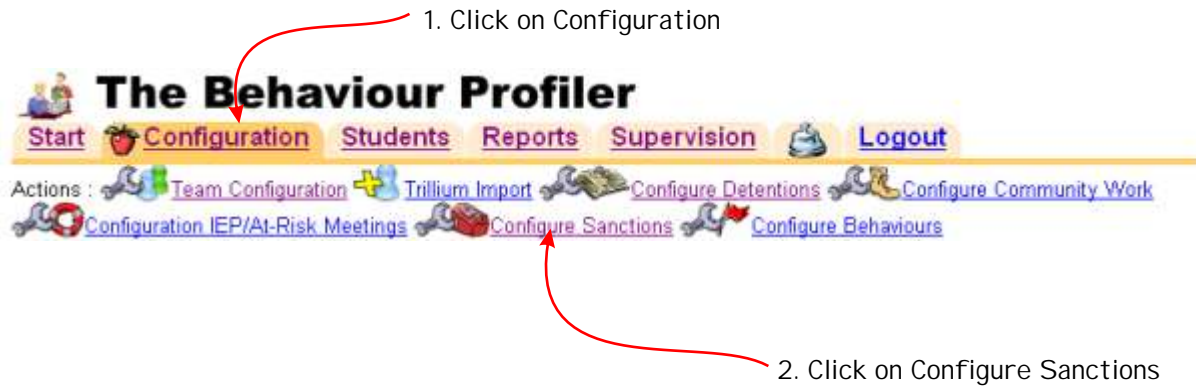 1. Click on Configuration
The Behaviour Profiler
Start Configuration Students Reports Supervision Logout
Actions : Team Configuration Trillium Import Configure Detentions Configure Community Work
Configuration IEP/At-Risk Meetings Configure Sanctions Configure Behaviours
2. Click on Configure Sanctions